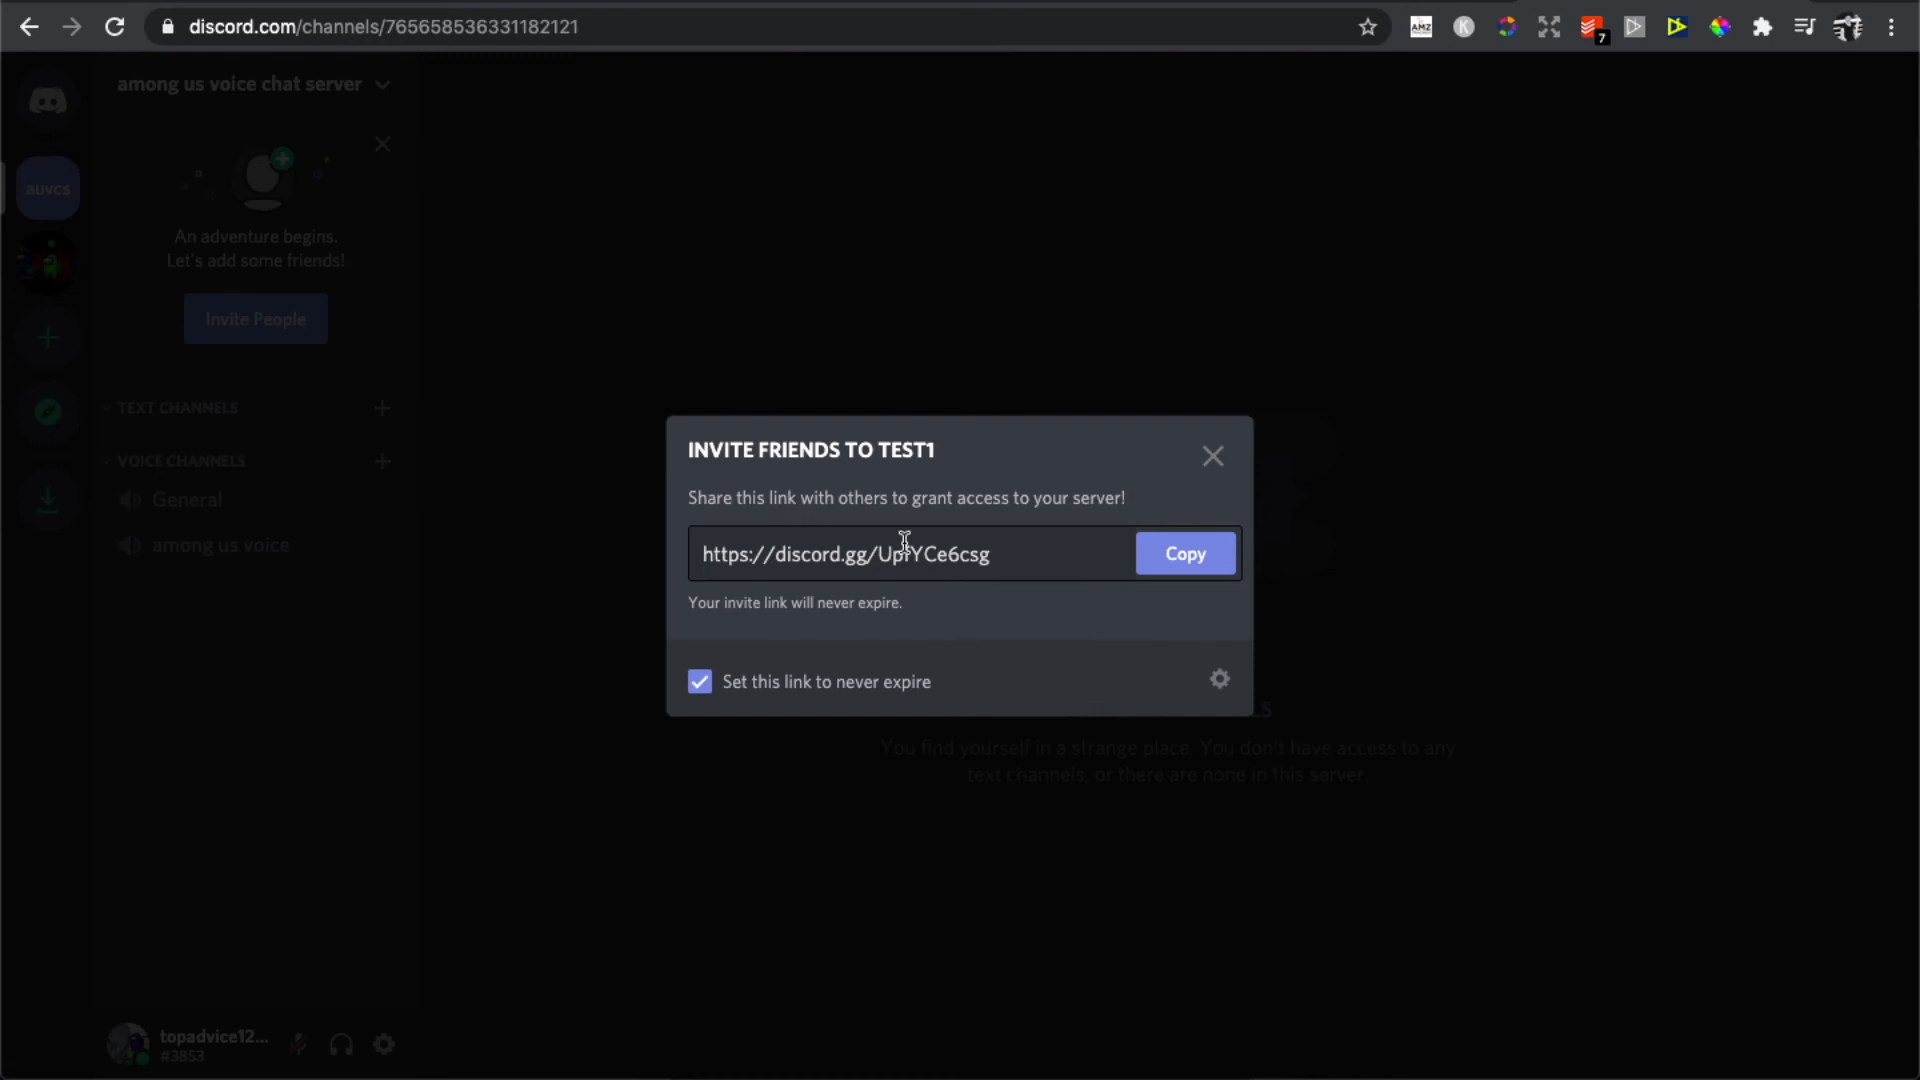 discord.com/channels/765658536331182121
AMZ
K
7
among us voice chat server
auvcs
An adventure begins.
Let's add some friends!
Invite People
TEXT CHANNELS
VOICE CHANNELS
General
among us voice
INVITE FRIENDS TO TEST1
Share this link with others to grant access to your server!
Copy
Your invite link will never expire.
Set this link to never expire
You find yourself in a strange place. You don't have access to any
text channels, or there are none in this server.
topadvice12...
#3853